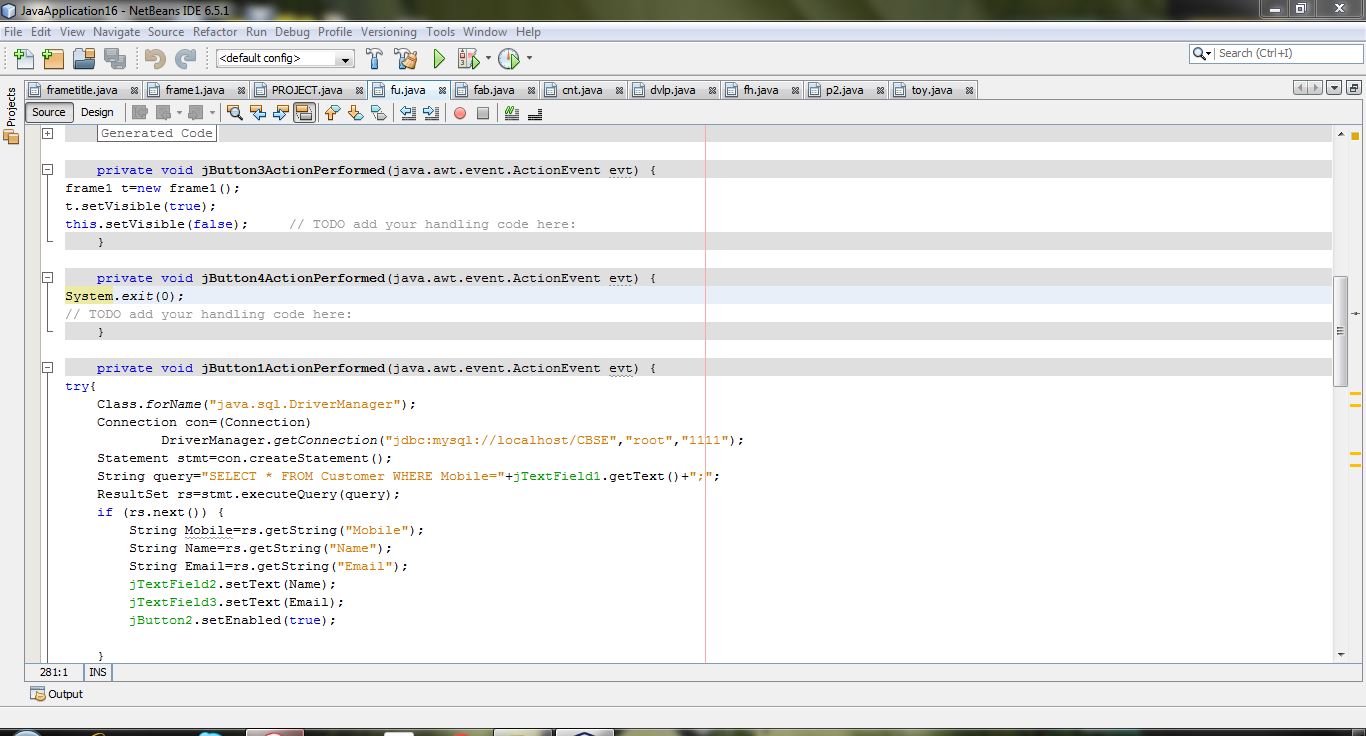 JavaApplication16 - NetBeans IDE 6.5.1
File Edit View Navigate Source Refactor Run Debug Profile Versioning Tools Window Help
<default config>
Search (Ctrl+I)
Projects
frametitle.java frame1.java PROJECT.java fu.java fab.java cnt.java dvlp.java fh.java p2.java toy.java
Source Design
Generated Code
private void jButton3ActionPerformed(java.awt.event.ActionEvent evt) {
frame1 t=new frame1();
t.setVisible(true);
this.setVisible(false); // TODO add your handling code here:
}
private void jButton4ActionPerformed(java.awt.event.ActionEvent evt) {
System.exit(0);
// TODO add your handling code here:
}
private void jButton1ActionPerformed(java.awt.event.ActionEvent evt) {
try{
Class.forName("java.sql.DriverManager");
Connection con=(Connection)
DriverManager.getConnection("jdbc:mysql://localhost/CBSE","root","1111");
Statement stmt=con.createStatement();
String query="SELECT * FROM Customer WHERE Mobile="+jTextField1.getText()+";";
ResultSet rs=stmt.executeQuery(query);
if (rs.next()) {
String Mobile=rs.getString("Mobile");
String Name=rs.getString("Name");
String Email=rs.getString("Email");
jTextField2.setText(Name);
jTextField3.setText(Email);
jButton2.setEnabled(true);
}
281:1 INS
Output